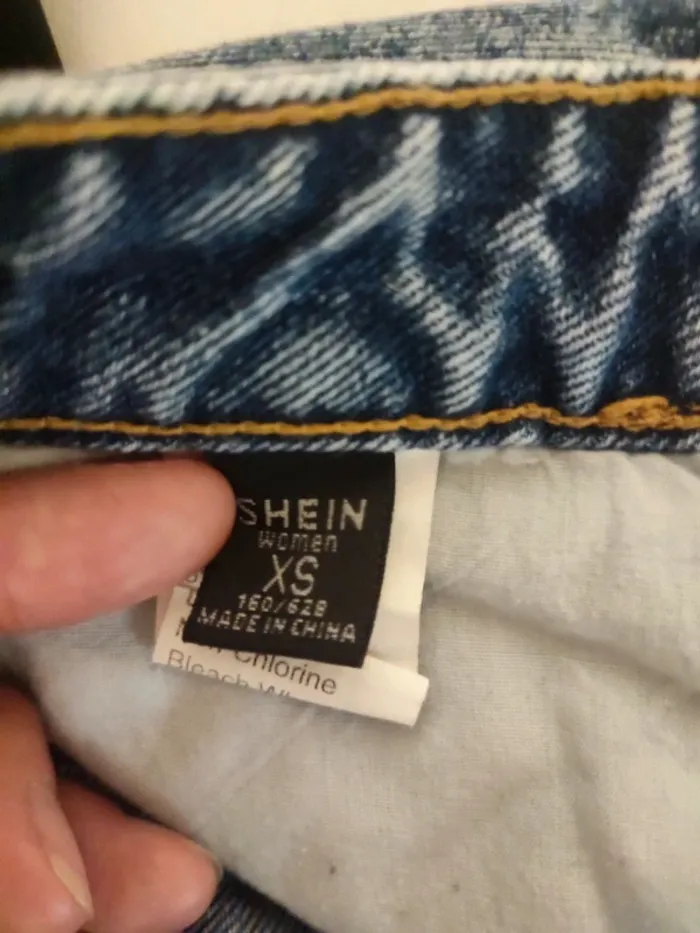 SHEIN
women
XS
160/62B
MADE IN CHINA
Chlorine
Bleach